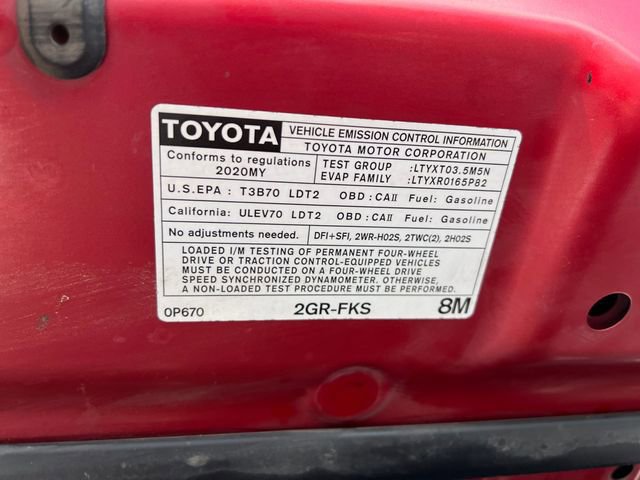 TOYOTA VEHICLE EMISSION CONTROL INFORMATION
TOYOTA MOTOR CORPORATION
Conforms to regulations
2020MY
TEST GROUP :LTYXT03.5M5N
EVAP FAMILY :LTYXR0165P82
U.S.EPA : T3B70 LDT2 OBD : CAII Fuel: Gasoline
California: ULEV70 LDT2 OBD : CAII Fuel: Gasoline
No adjustments needed. DFI+SFI, 2WR-HO2S, 2TWC(2), 2HO2S
LOADED I/M TESTING OF PERMANENT FOUR-WHEEL
DRIVE OR TRACTION CONTROL-EQUIPPED VEHICLES
MUST BE CONDUCTED ON A FOUR-WHEEL DRIVE
SPEED SYNCHRONIZED DYNAMOMETER. OTHERWISE,
A NON-LOADED TEST PROCEDURE MUST BE USED.
0P670 2GR-FKS 8M